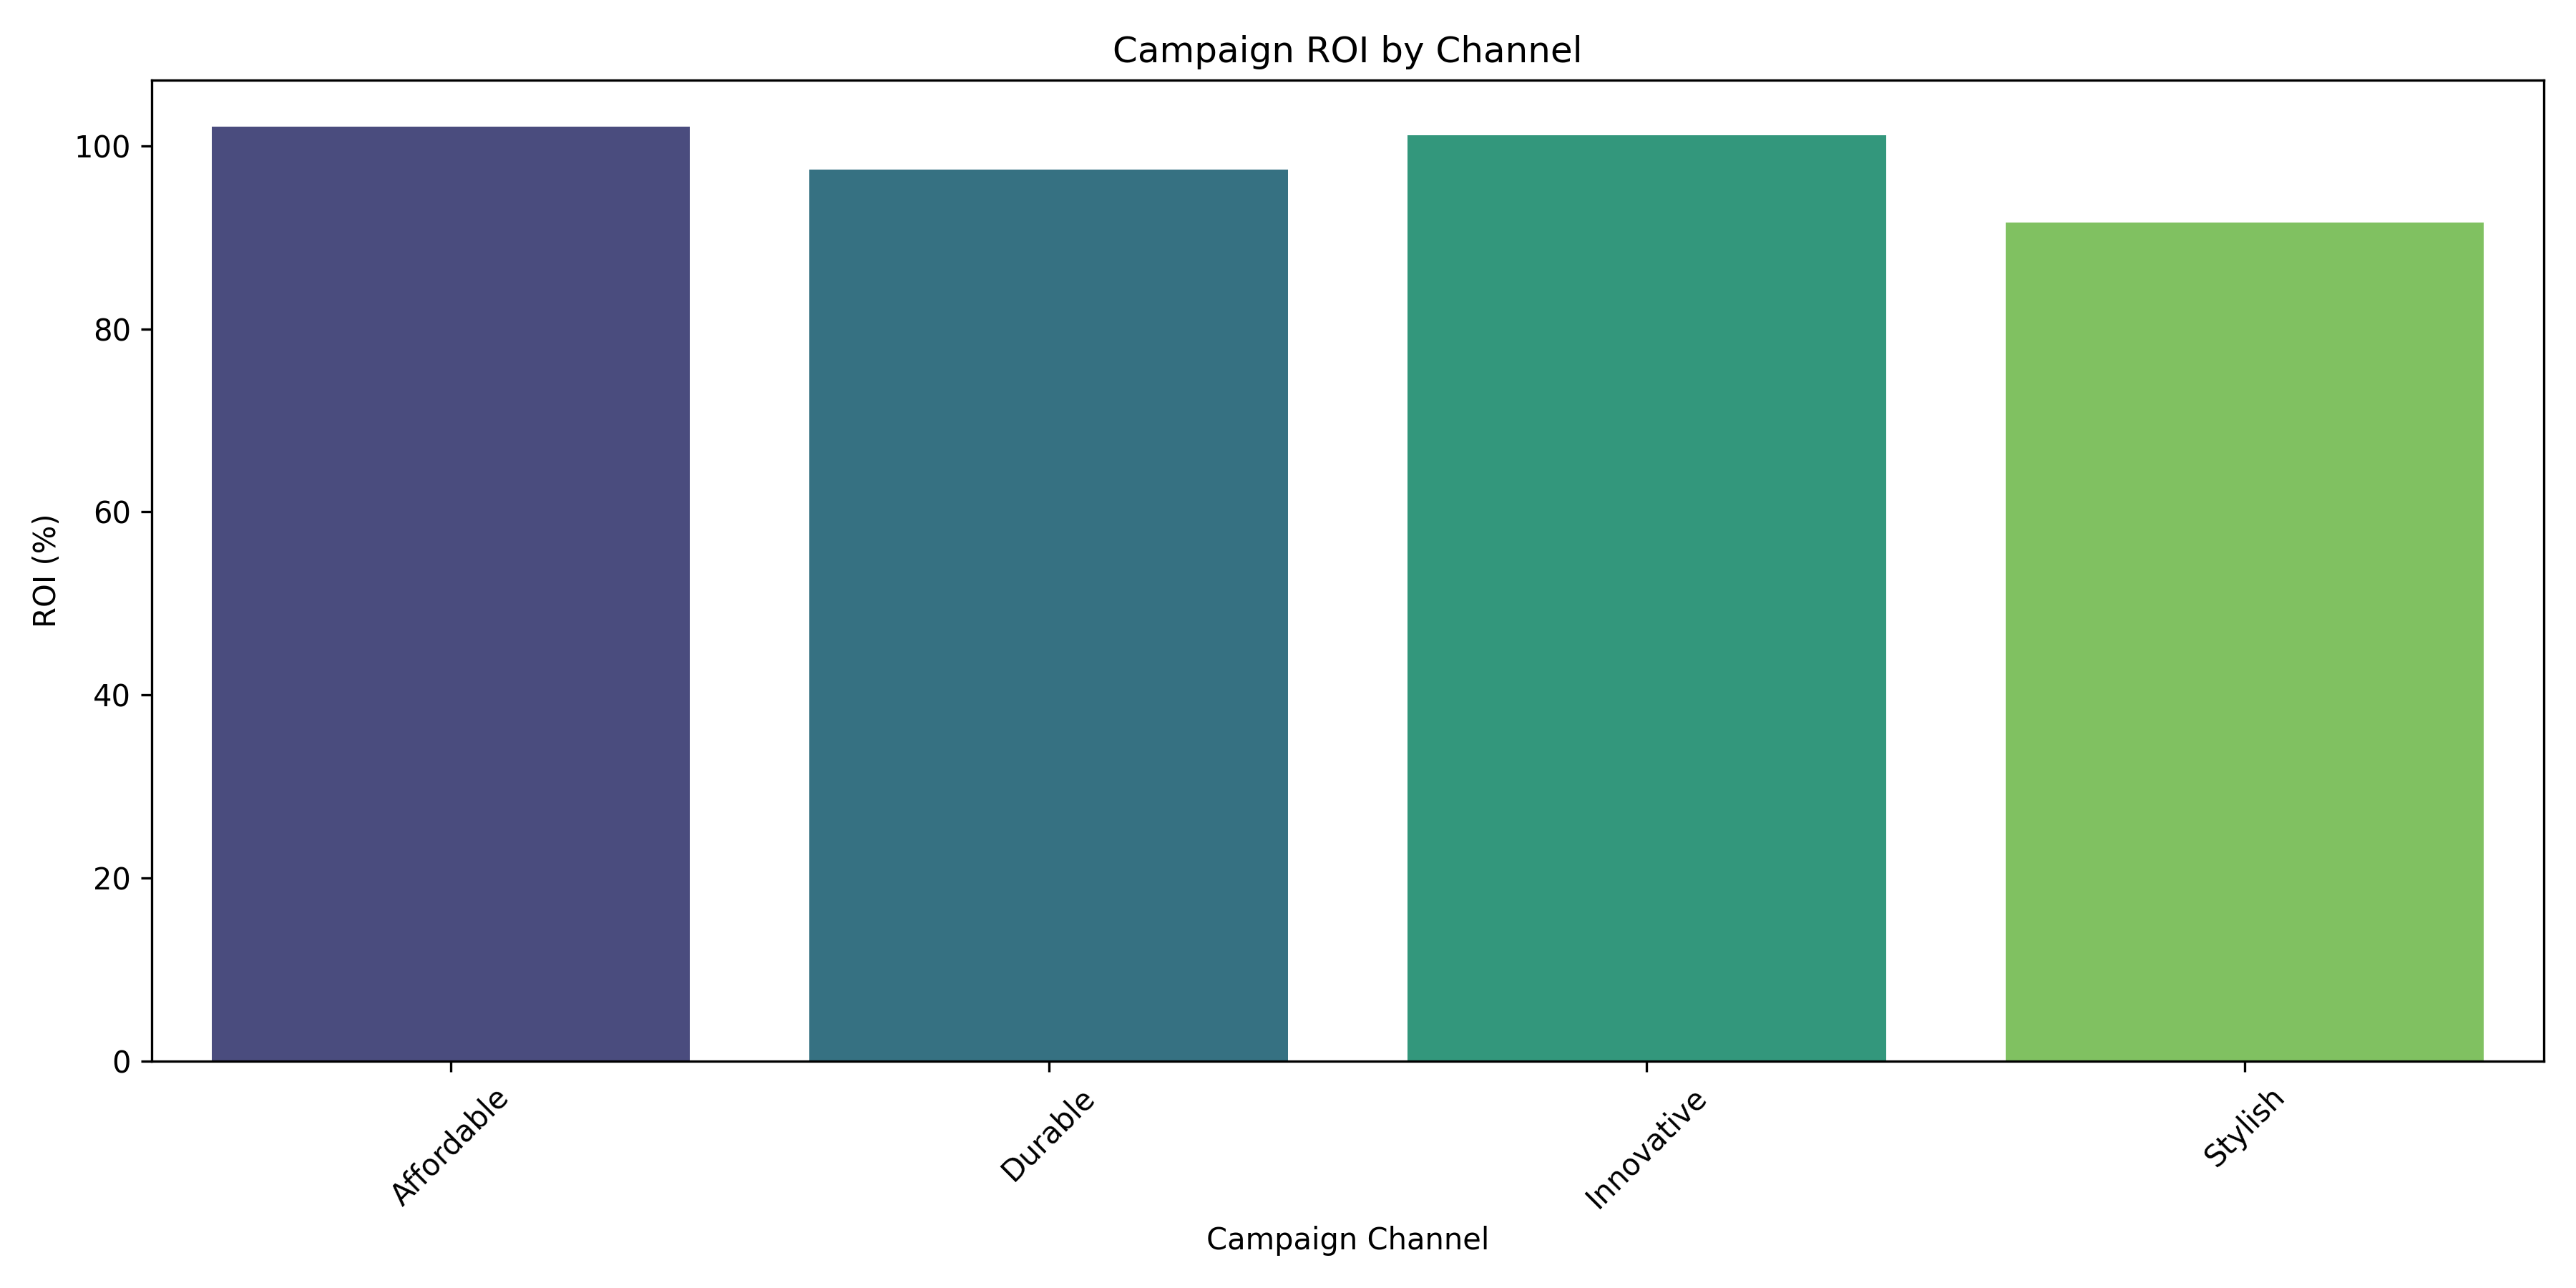 Campaign ROI by Channel
100
80
60
40
20
0
ROI (%)
Affordable
Durable
Innovative
Stylish
Campaign Channel